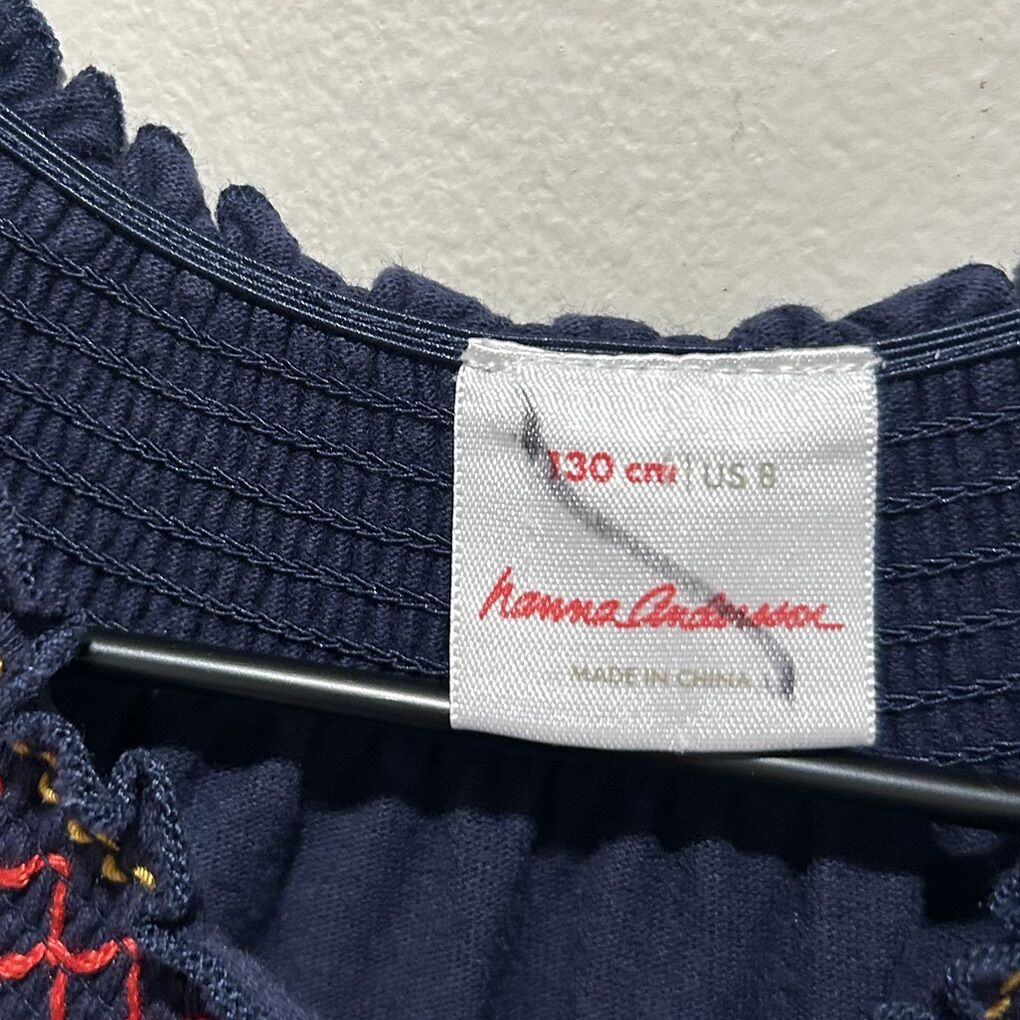 130 cm | US 8
hanna andersson
MADE IN CHINA